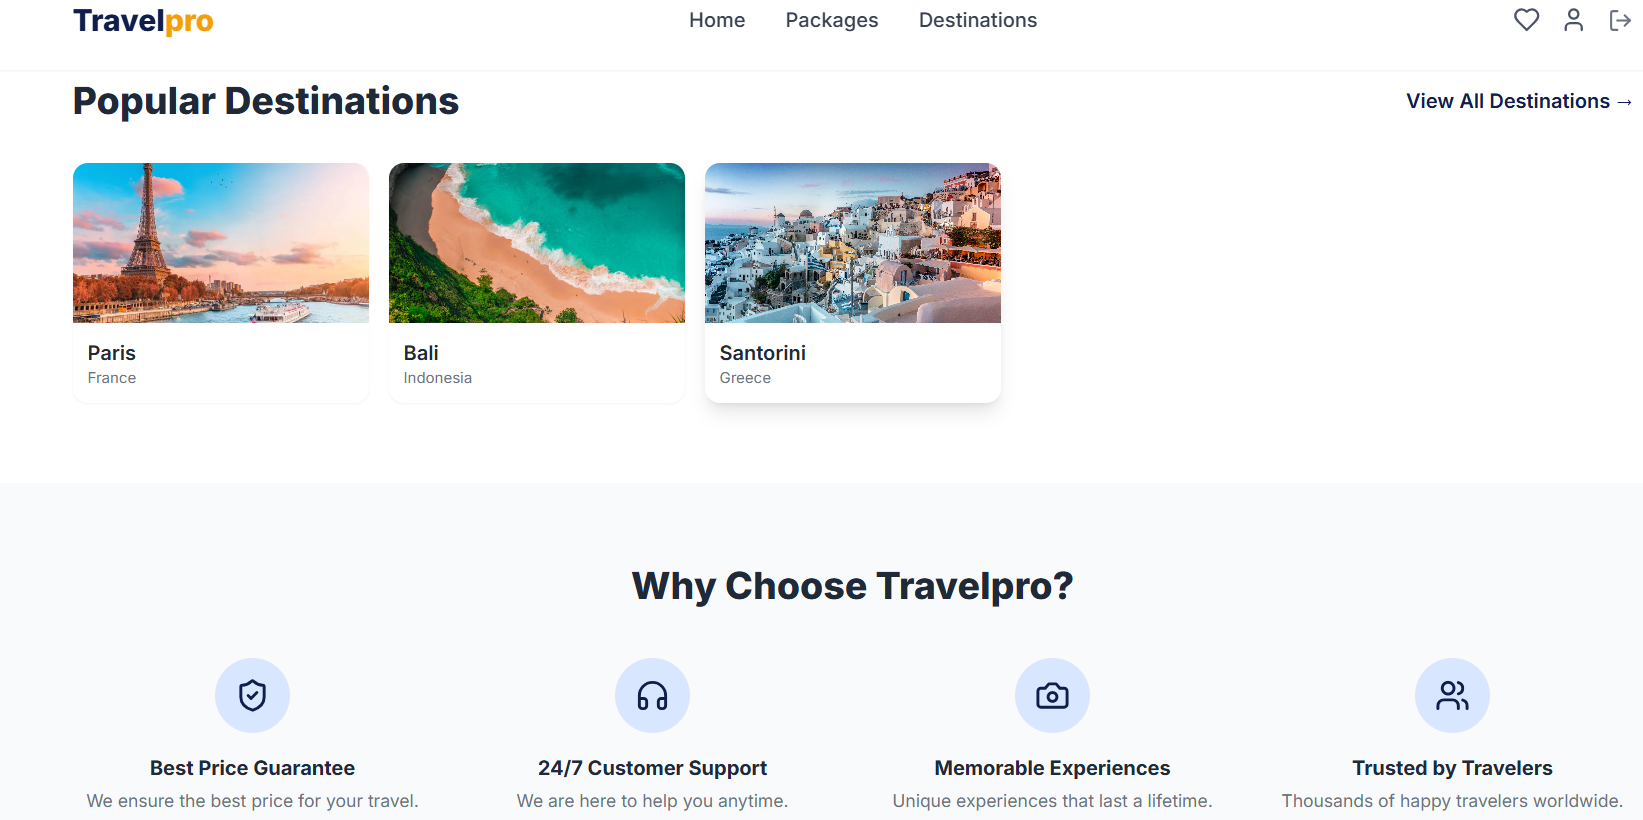 Travelpro Home Packages Destinations
Popular Destinations View All Destinations →
Paris Bali Santorini
France Indonesia Greece
Why Choose Travelpro?
Best Price Guarantee 24/7 Customer Support Memorable Experiences Trusted by Travelers
We ensure the best price for your travel. We are here to help you anytime. Unique experiences that last a lifetime. Thousands of happy travelers worldwide.